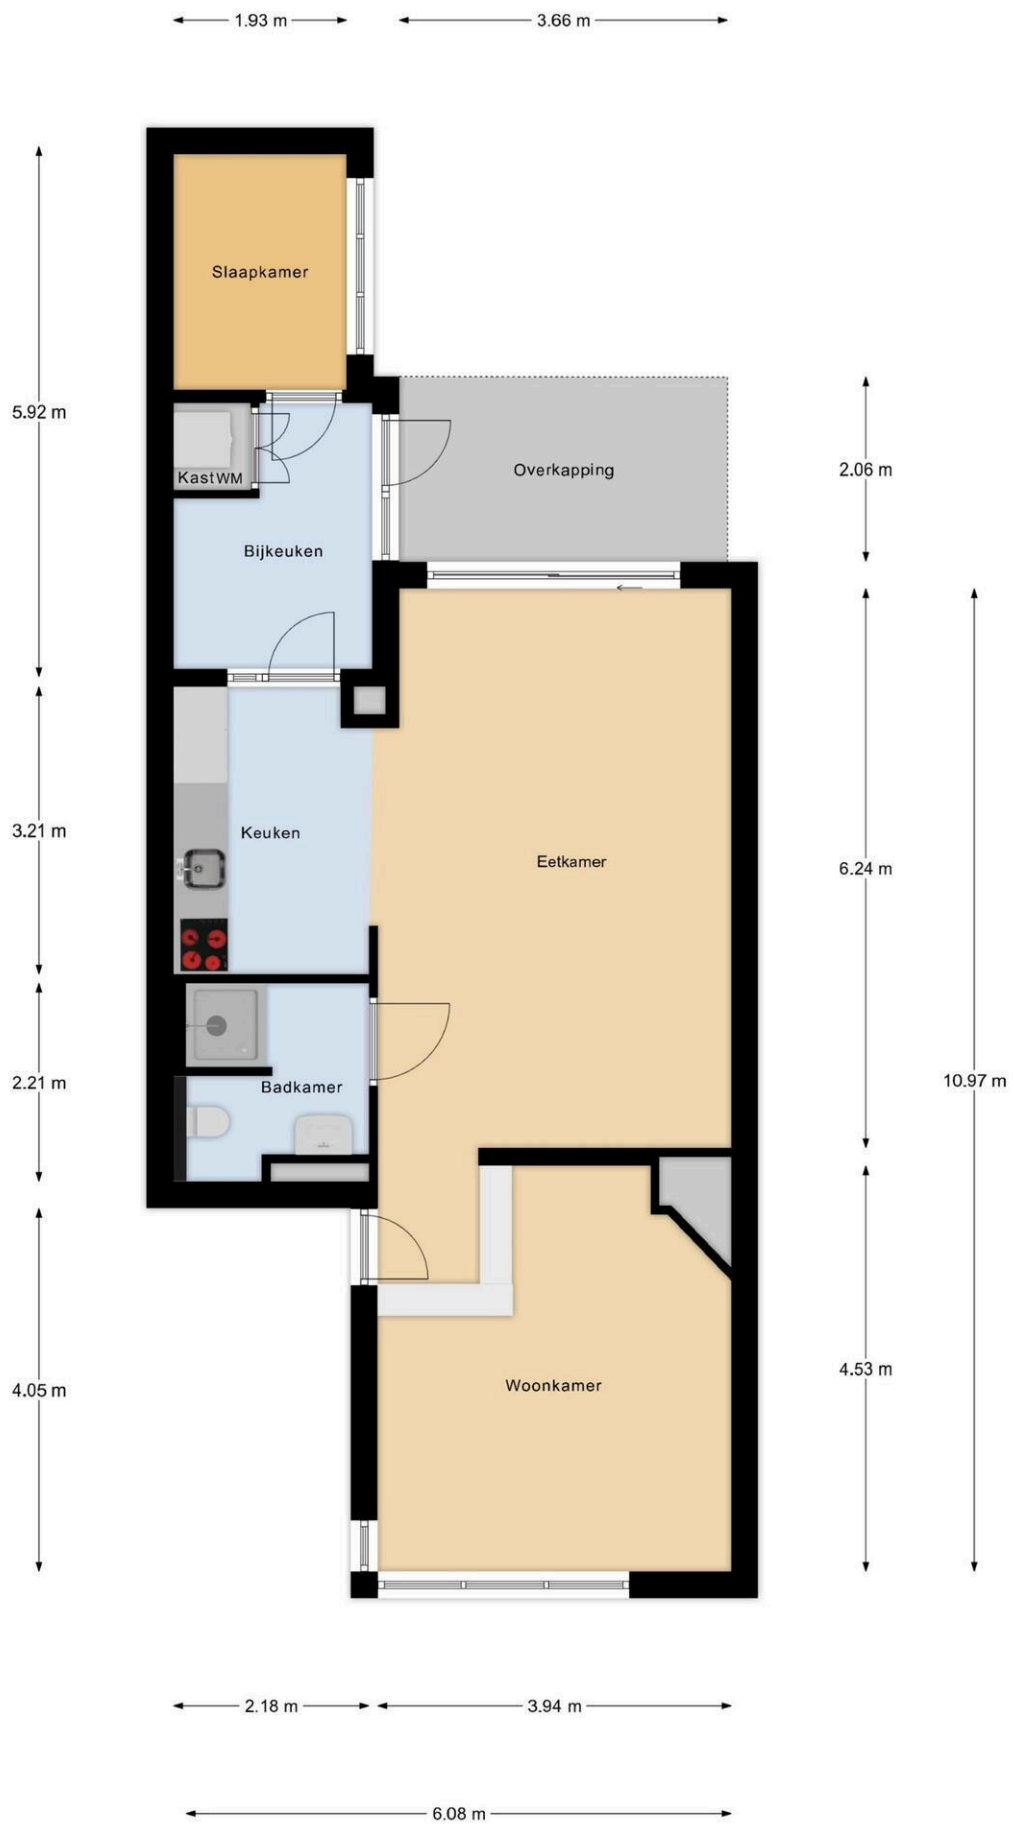 1.93 m
3.66 m
Slaapkamer
5.92 m
Overkapping
2.06 m
KastWM
Bijkeuken
Keuken
3.21 m
Eetkamer
6.24 m
Badkamer
2.21 m
10.97 m
Woonkamer
4.05 m
4.53 m
2.18 m
3.94 m
6.08 m